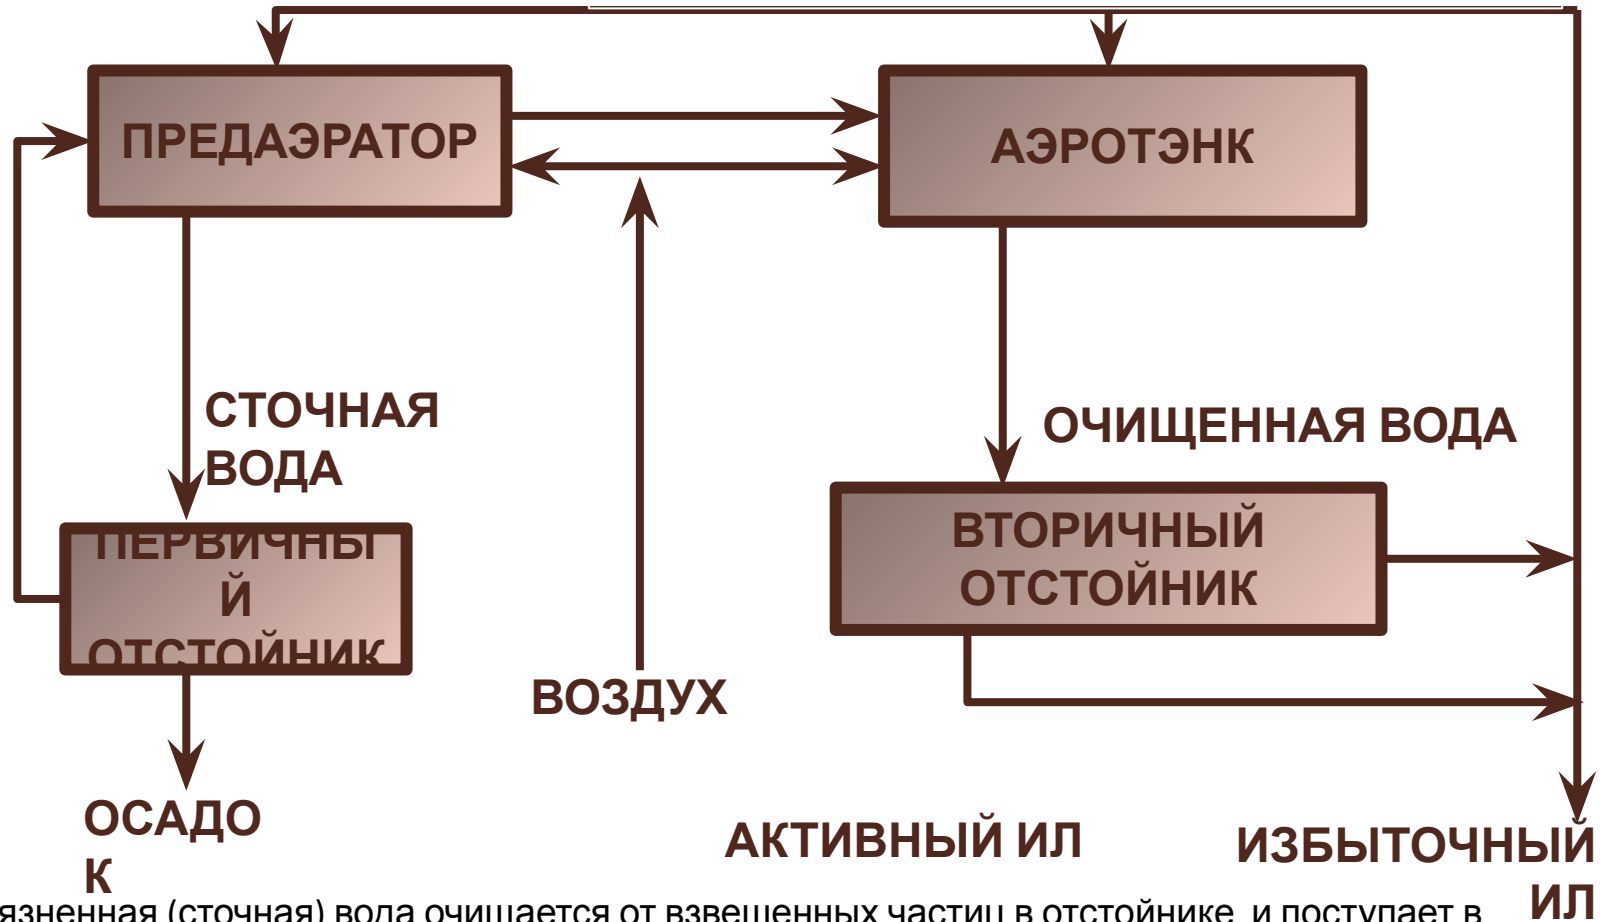 ПРЕДАЭРАТОР
АЭРОТЭНК
СТОЧНАЯ
ВОДА
ОЧИЩЕННАЯ ВОДА
ПЕРВИЧНЫ
Й
ОТСТОЙНИК
ВТОРИЧНЫЙ
ОТСТОЙНИК
ВОЗДУХ
ОСАДО
К
АКТИВНЫЙ ИЛ
ИЗБЫТОЧНЫЙ
ИЛ
язненная (сточная) вода очищается от взвешенных частиц в отстойнике и поступает в